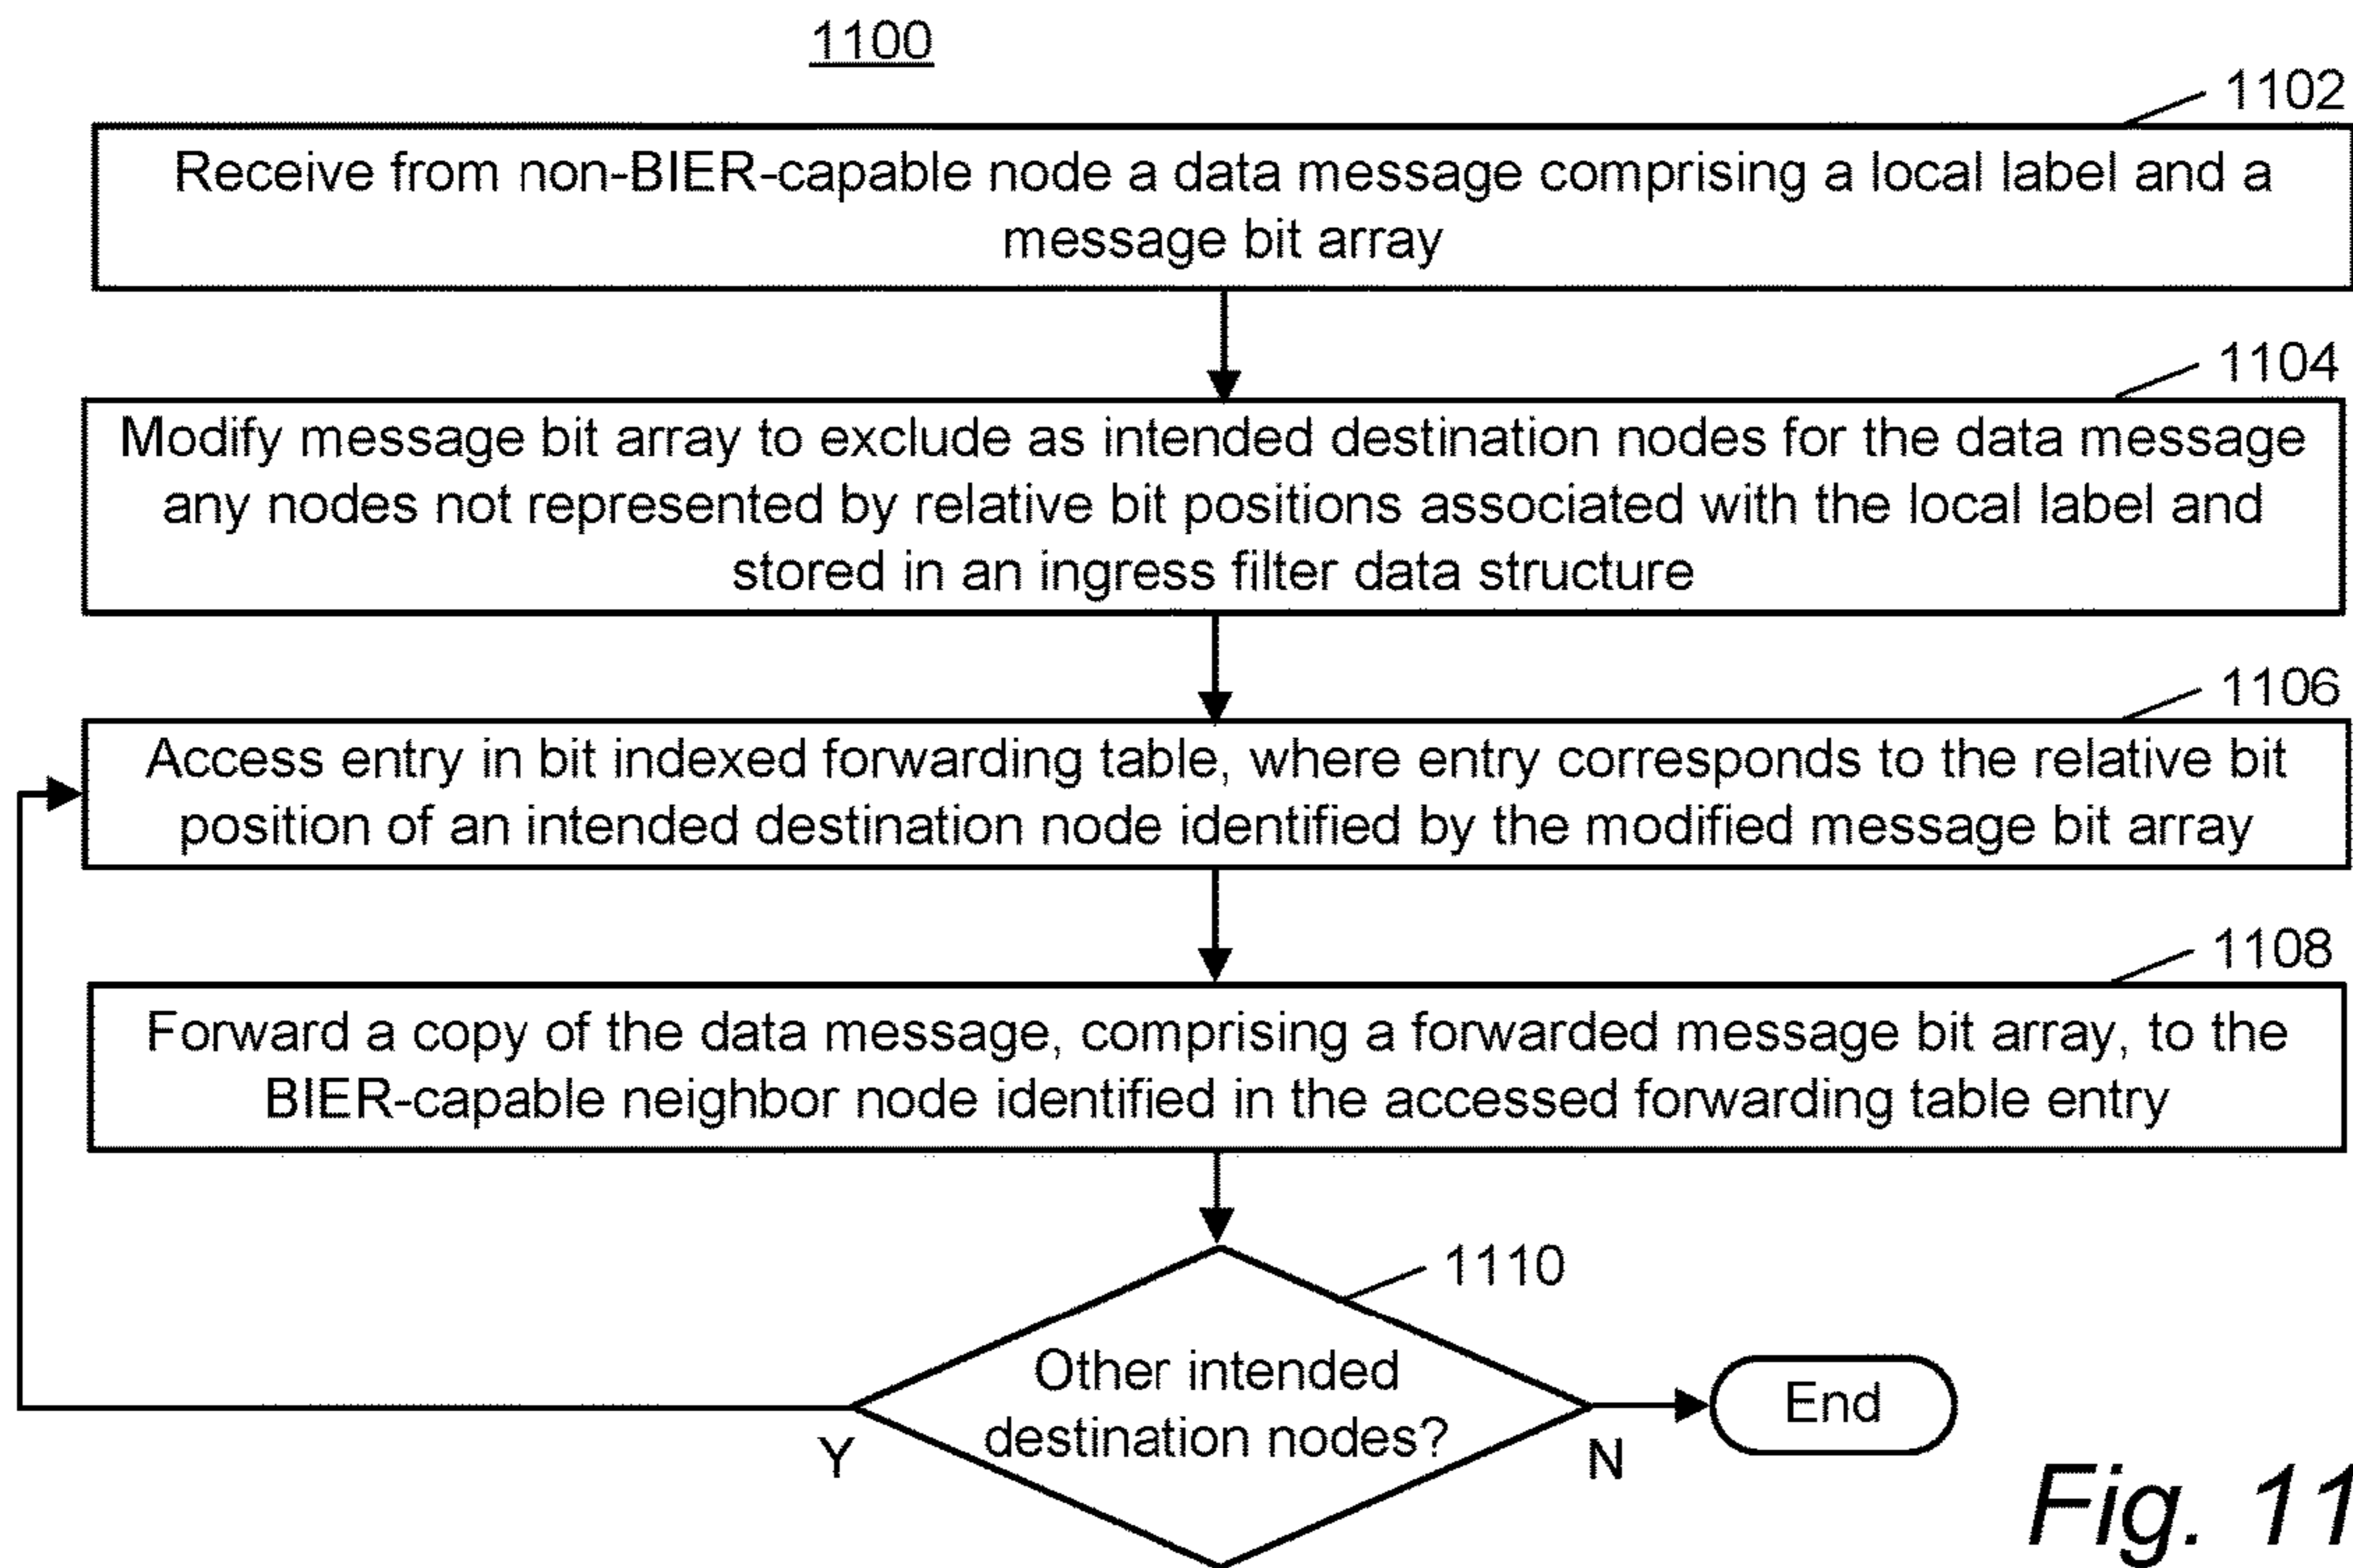 1100
1102
Receive from non-BIER-capable node a data message comprising a local label and a
message bit array
1104
Modify message bit array to exclude as intended destination nodes for the data message
any nodes not represented by relative bit positions associated with the local label and
stored in an ingress filter data structure
1106
Access entry in bit indexed forwarding table, where entry corresponds to the relative bit
position of an intended destination node identified by the modified message bit array
1108
Forward a copy of the data message, comprising a forwarded message bit array, to the
BIER-capable neighbor node identified in the accessed forwarding table entry
1110
Other intended
destination nodes?
Y
N
End
Fig. 11